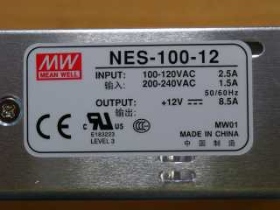 MW
MEAN WELL
NES-100-12
INPUT: 100-120VAC 2.5A
输入: 200-240VAC 1.5A
50/60Hz
OUTPUT: +12V 8.5A
输出:
CE c UL US
E183223
LEVEL 3
MW01
MADE IN CHINA
中国制造